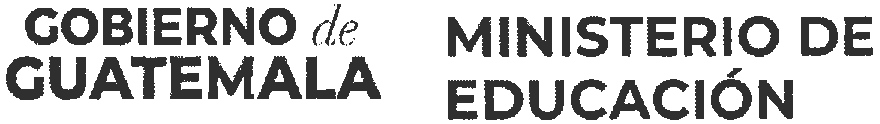 GOBIERNO de
GUATEMALA
MINISTERIO DE
EDUCACIÓN